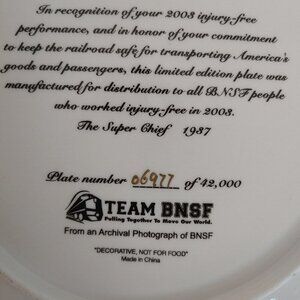 In recognition of your 2003 injury-free
performance, and in honor of your commitment
to keep the railroad safe for transporting America's
goods and passengers, this limited edition plate was
manufactured for distribution to all BNSF people
who worked injury-free in 2003.
The Super Chief 1937
Plate number 06977 of 42,000
TEAM BNSF
Pulling Together To Move Our World.
From an Archival Photograph of BNSF
"DECORATIVE, NOT FOR FOOD"
Made in China